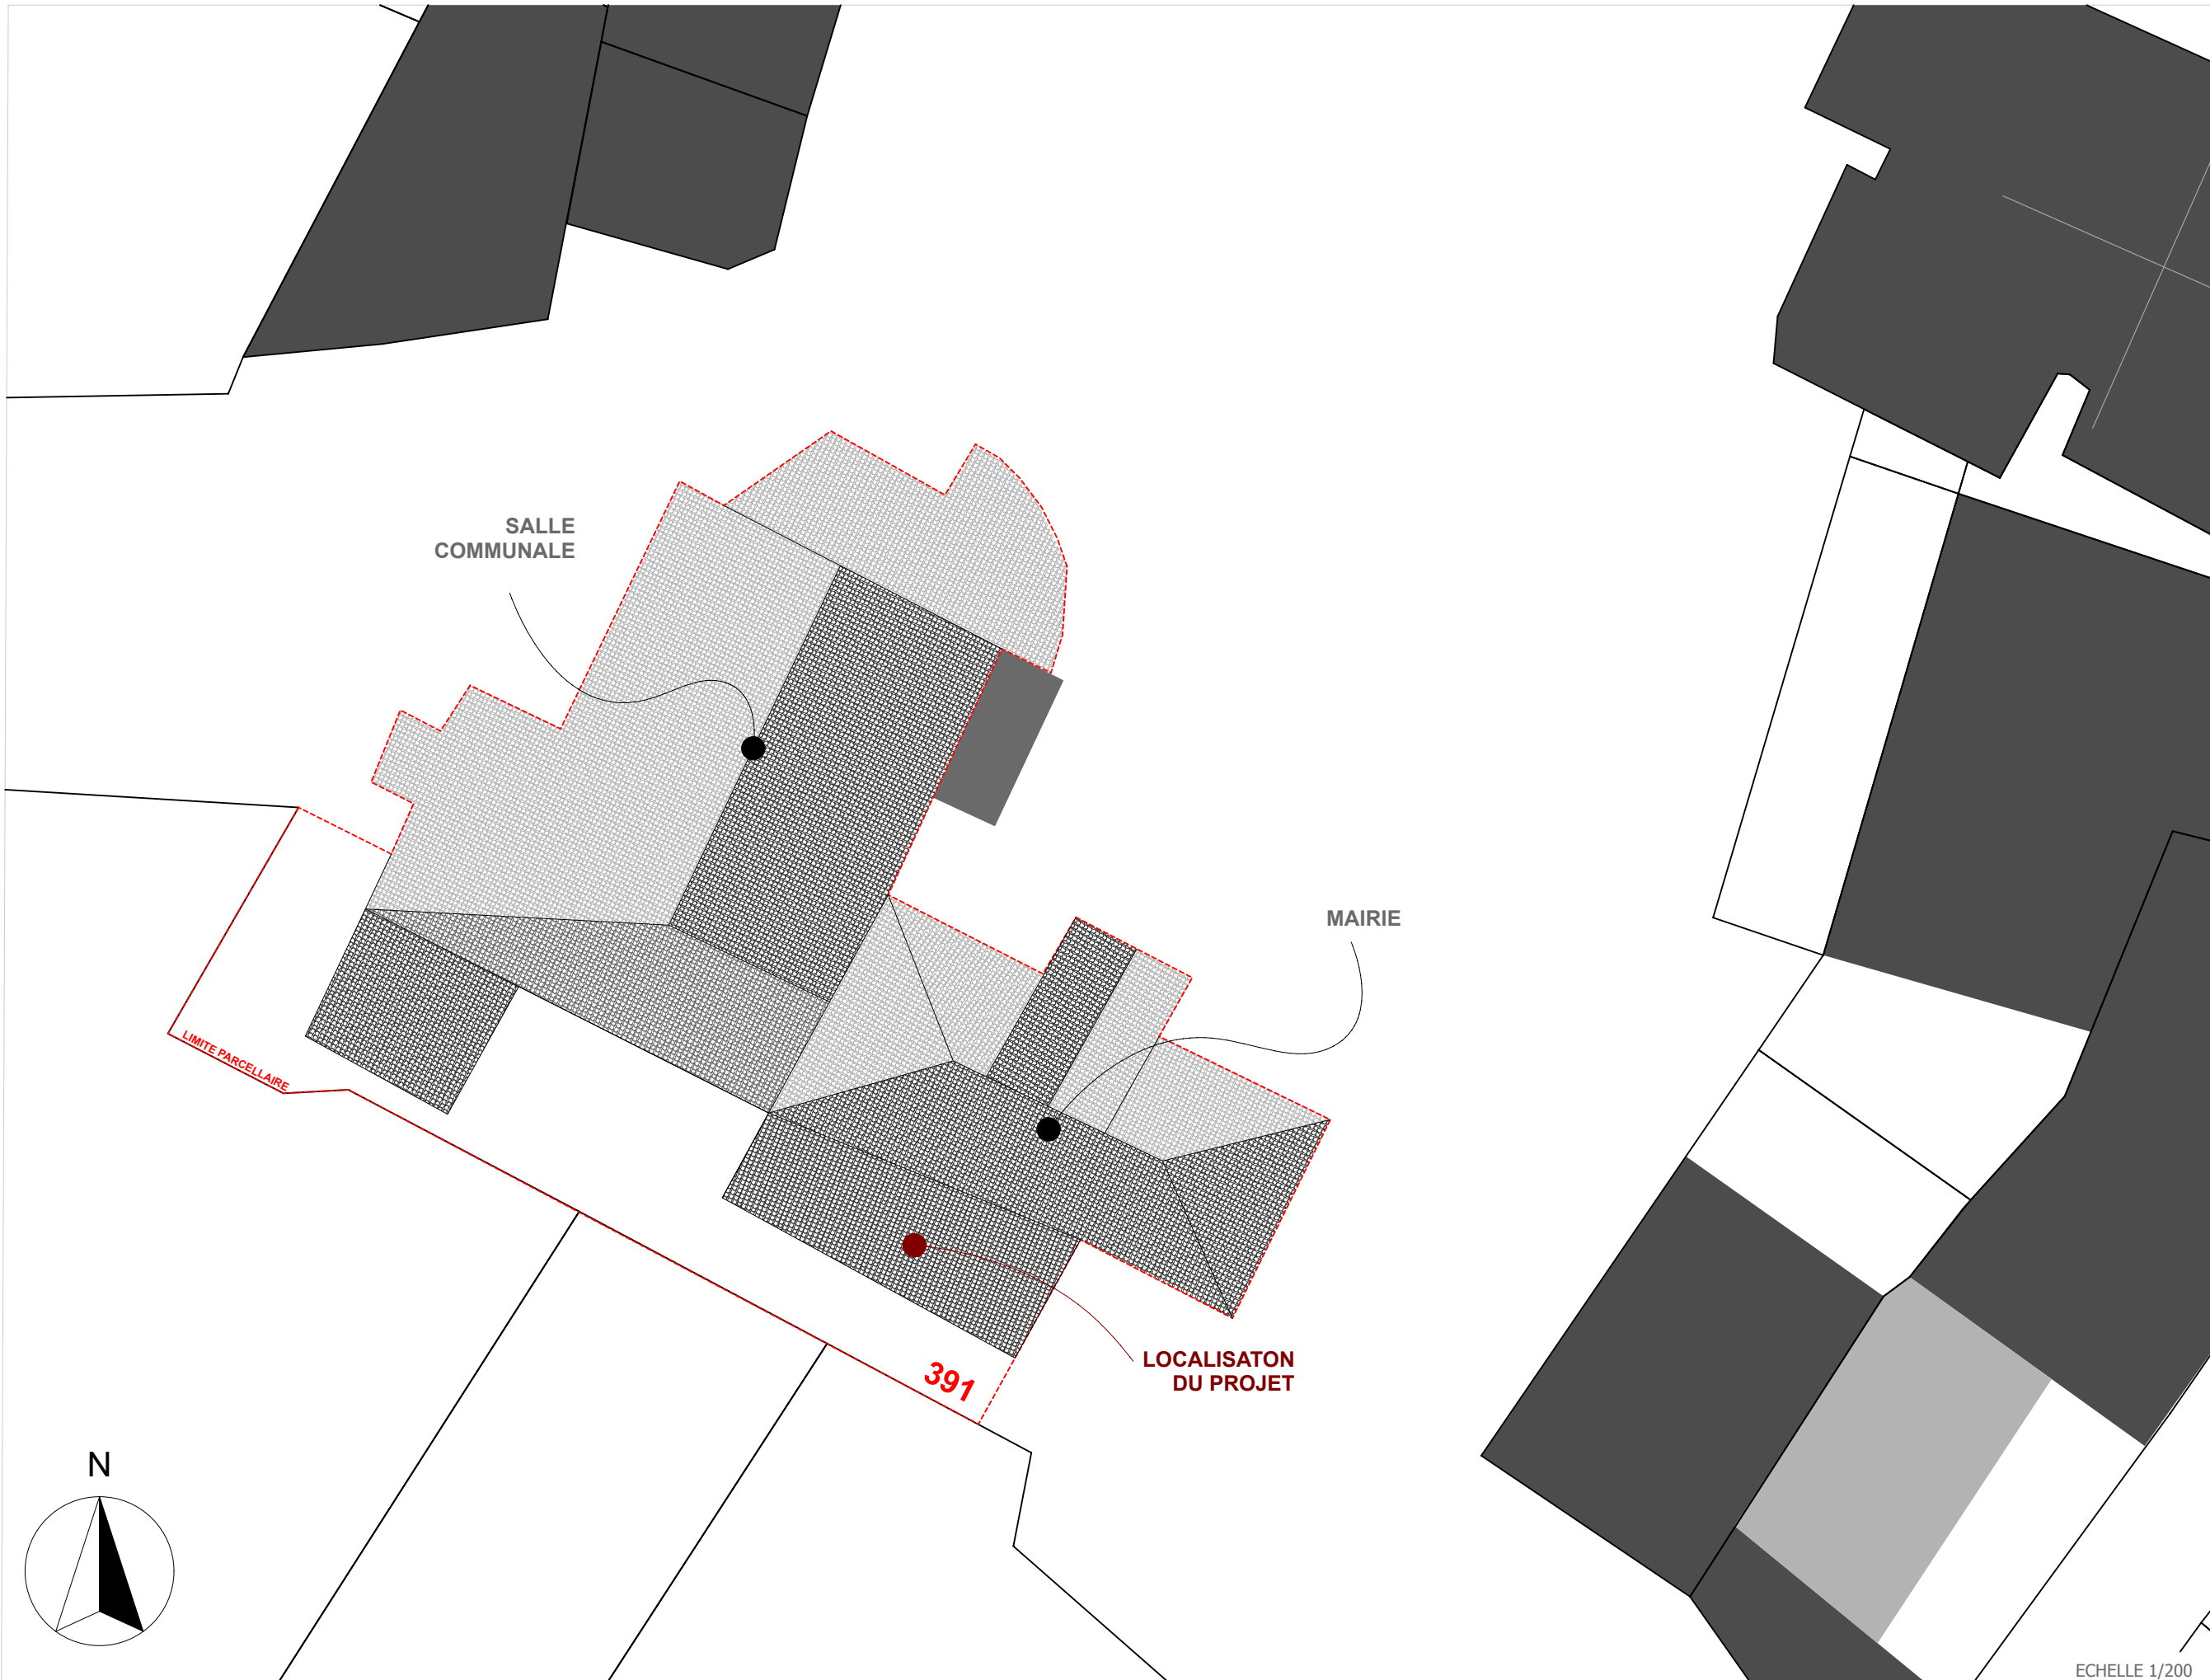 SALLE
COMMUNALE
MAIRIE
LIMITE PARCELLAIRE
LOCALISATON
DU PROJET
391
N
ECHELLE 1/200